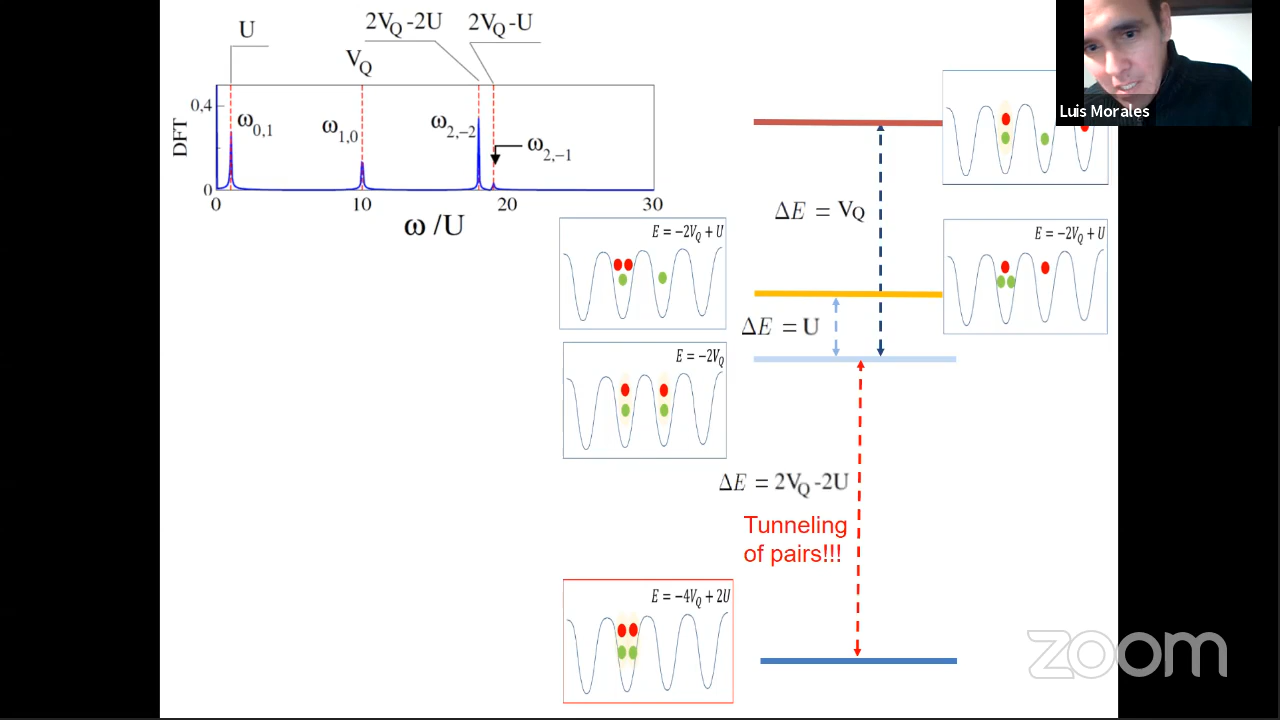 U
2V_Q-2U
2V_Q-U
V_Q
0,4
DFT
ω_0,1
ω_1,0
ω_2,−2
ω_2,−1
0
0
10
20
30
ω /U
Luis Morales
ΔE = V_Q
E = −2V_Q + U
E = −2V_Q + U
ΔE = U
E = −2V_Q
ΔE = 2V_Q -2U
Tunneling
of pairs!!!
E = −4V_Q + 2U
zoom